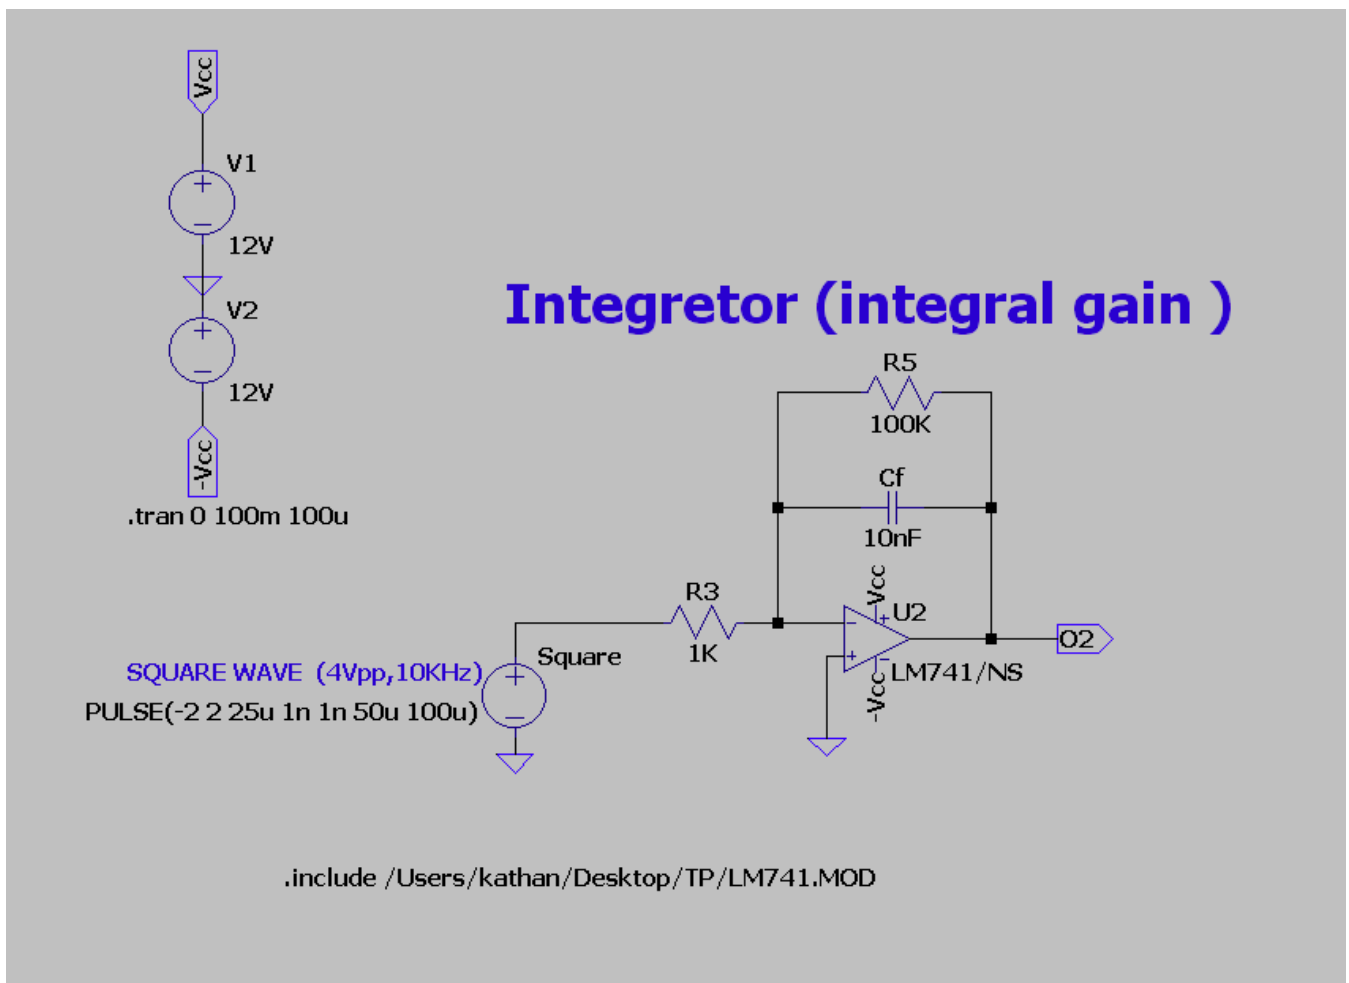 Vcc
V1
+
−
12V
V2
+
−
12V
-Vcc
.tran 0 100m 100u
Integretor (integral gain )
R5
100K
Cf
10nF
R3
1K
Vcc
U2
+
−
+
−
-Vcc
LM741/NS
O2
Square
+
−
SQUARE WAVE  (4Vpp,10KHz)
PULSE(-2 2 25u 1n 1n 50u 100u)
.include /Users/kathan/Desktop/TP/LM741.MOD